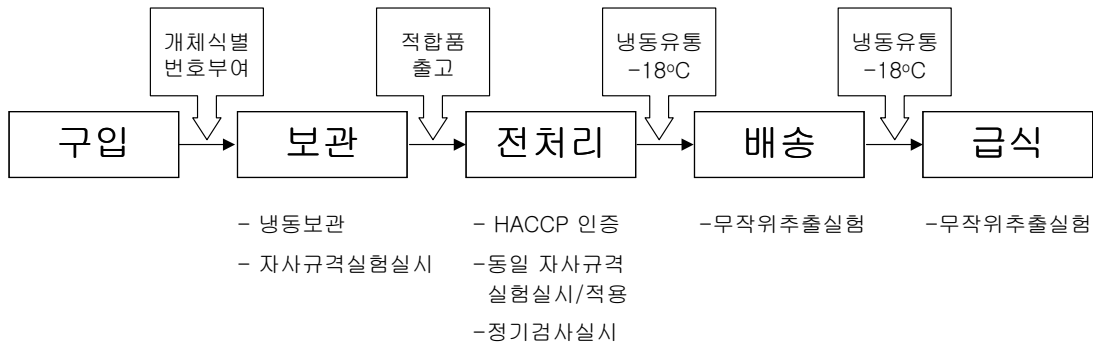 개체식별
번호부여
적합품
출고
냉동유통
-18ºC
냉동유통
-18ºC
구입
보관
전처리
배송
급식
- 냉동보관
- 자사규격실험실시
- HACCP 인증
-동일 자사규격
실험실시/적용
-정기검사실시
-무작위추출실험
-무작위추출실험